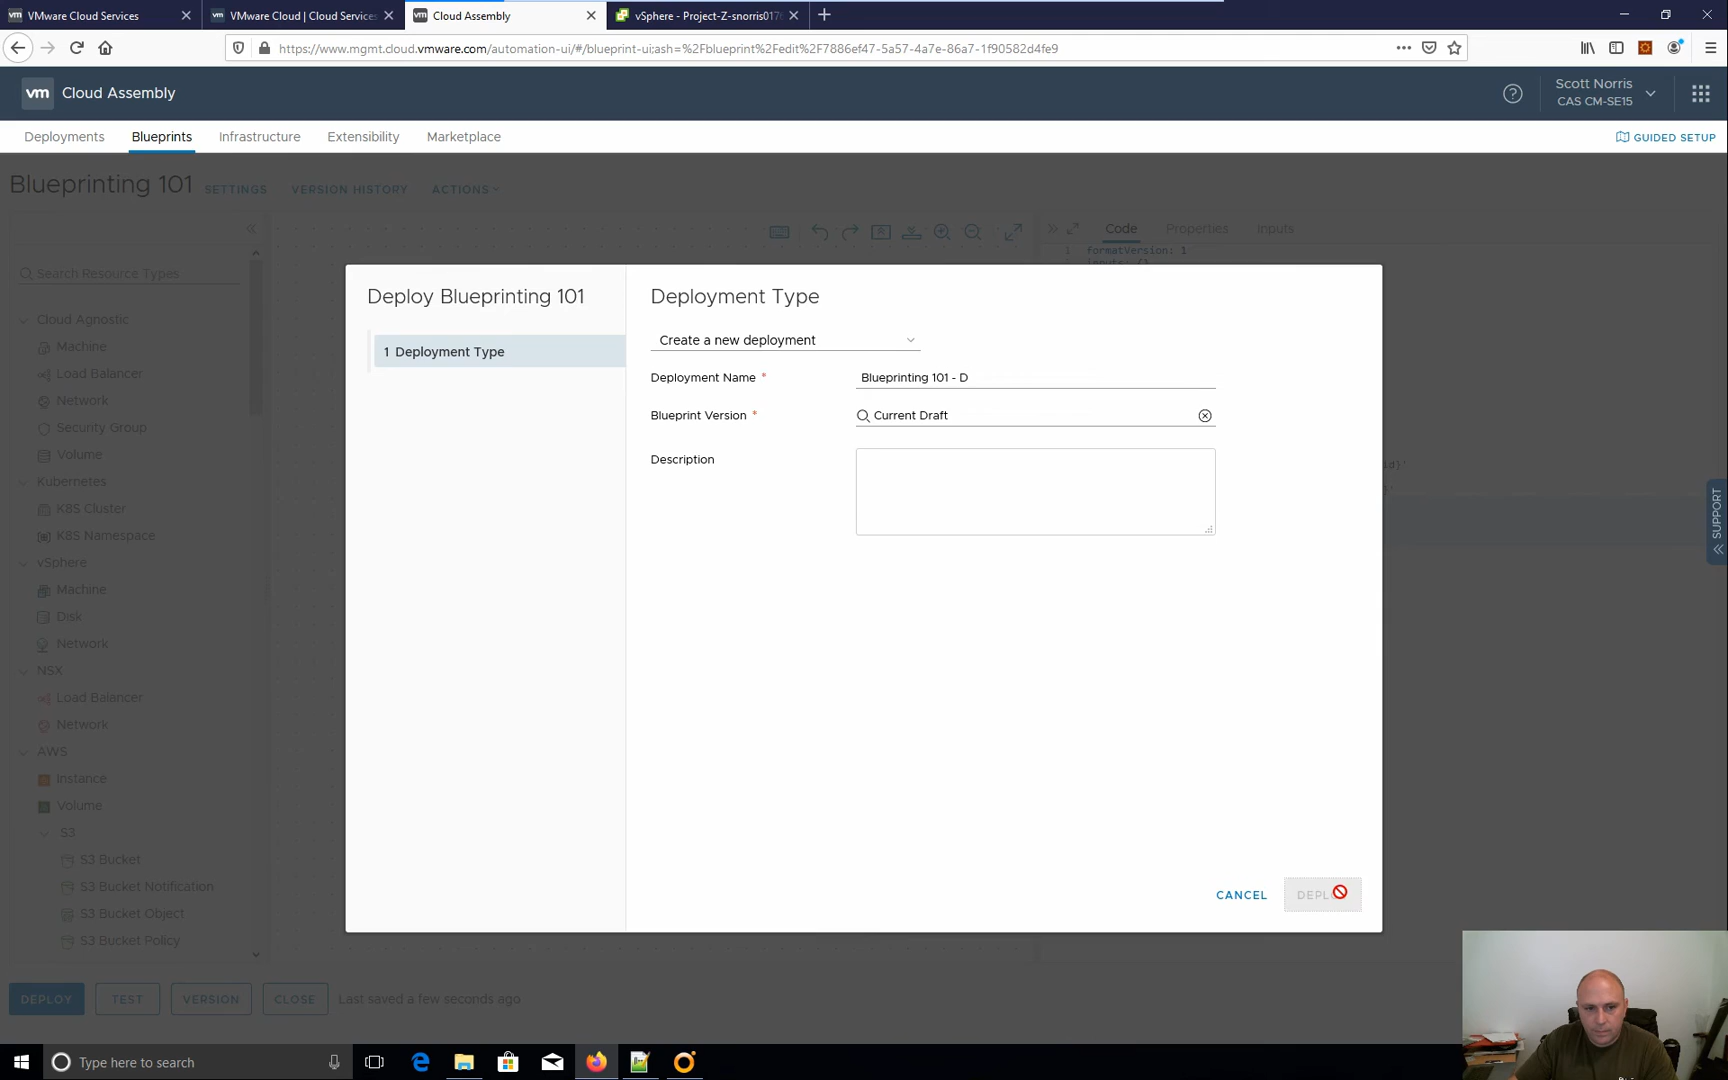 VMware Cloud Services
VMware Cloud | Cloud Services
Cloud Assembly
vSphere - Project-Z-snorris017
https://www.mgmt.cloud.vmware.com/automation-ui/#/blueprint-ui;ash=%2Fblueprint%2Fedit%2F7886ef47-5a57-4a7e-86a7-1f90582d4fe9
vm Cloud Assembly
Scott Norris
CAS CM-SE15
Deployments Blueprints Infrastructure Extensibility Marketplace
GUIDED SETUP
Blueprinting 101 SETTINGS VERSION HISTORY ACTIONS
Code Properties Inputs
1 formatVersion: 1
inputs: {}
Search Resource Types
Cloud Agnostic
Machine
Load Balancer
Network
Security Group
Volume
Kubernetes
K8S Cluster
K8S Namespace
vSphere
Machine
Disk
Network
NSX
Load Balancer
Network
AWS
Instance
Volume
S3
S3 Bucket
S3 Bucket Notification
S3 Bucket Object
S3 Bucket Policy
Deploy Blueprinting 101
1 Deployment Type
Deployment Type
Create a new deployment
Deployment Name *
Blueprinting 101 - D
Blueprint Version *
Current Draft
Description
CANCEL
id}'
SUPPORT
DEPLOY TEST VERSION CLOSE Last saved a few seconds ago
Type here to search